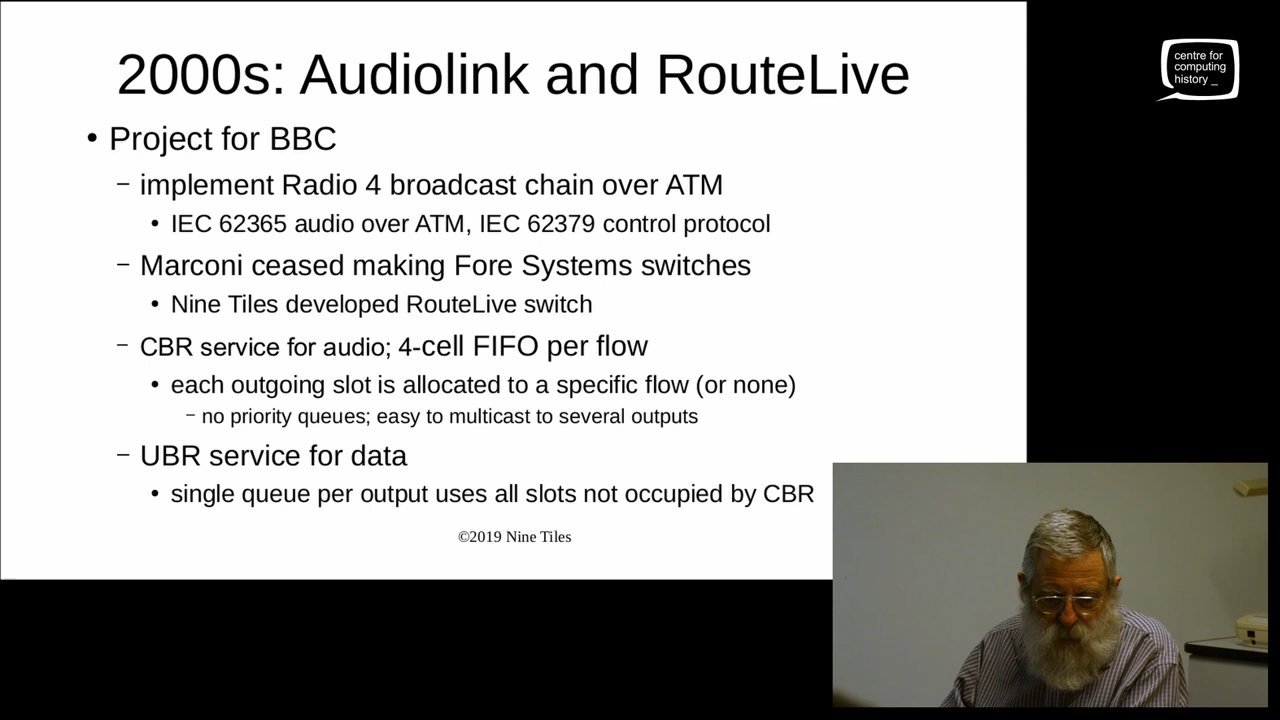 2000s: Audiolink and RouteLive
• Project for BBC
– implement Radio 4 broadcast chain over ATM
• IEC 62365 audio over ATM, IEC 62379 control protocol
– Marconi ceased making Fore Systems switches
• Nine Tiles developed RouteLive switch
– CBR service for audio; 4-cell FIFO per flow
• each outgoing slot is allocated to a specific flow (or none)
– no priority queues; easy to multicast to several outputs
– UBR service for data
• single queue per output uses all slots not occupied by CBR
©2019 Nine Tiles
centre for
computing
history _